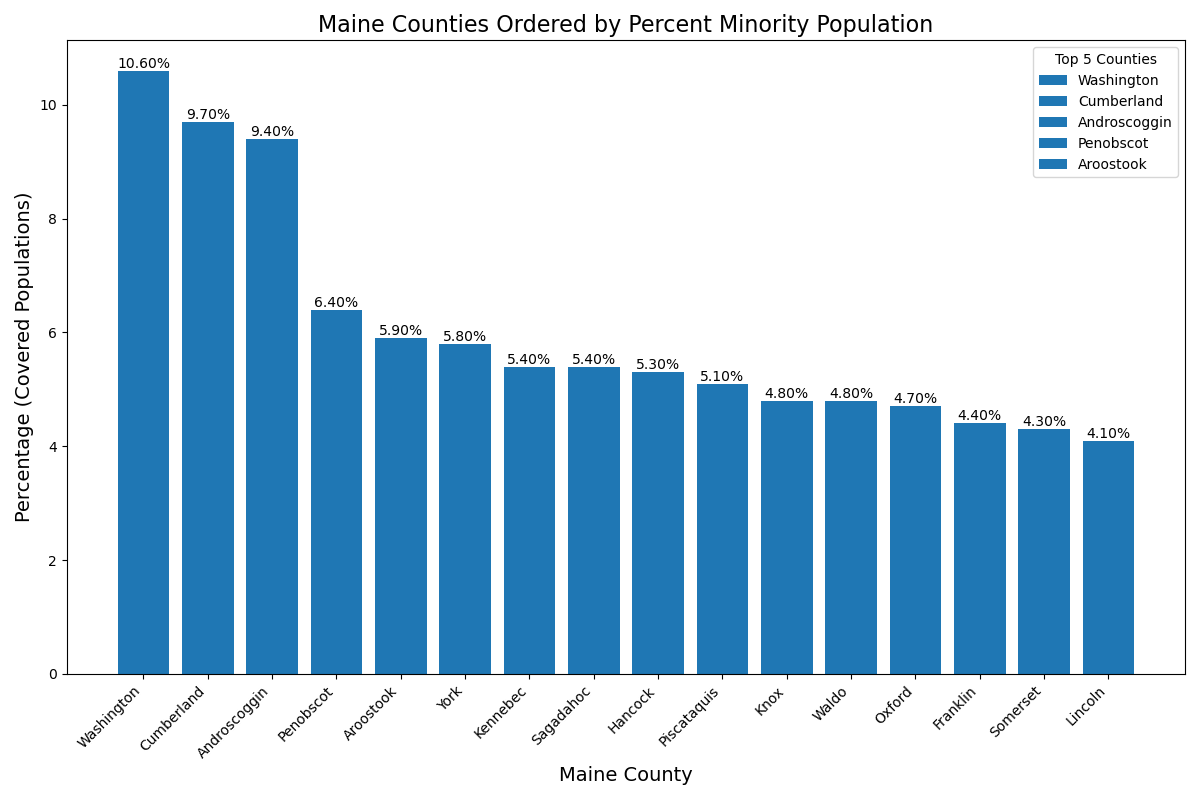 Maine Counties Ordered by Percent Minority Population
Top 5 Counties
Washington
Cumberland
Androscoggin
Penobscot
Aroostook
Percentage (Covered Populations)
10
8
6
4
2
0
10.60%
9.70%
9.40%
6.40%
5.90%
5.80%
5.40%
5.40%
5.30%
5.10%
4.80%
4.80%
4.70%
4.40%
4.30%
4.10%
Washington
Cumberland
Androscoggin
Penobscot
Aroostook
York
Kennebec
Sagadahoc
Hancock
Piscataquis
Knox
Waldo
Oxford
Franklin
Somerset
Lincoln
Maine County